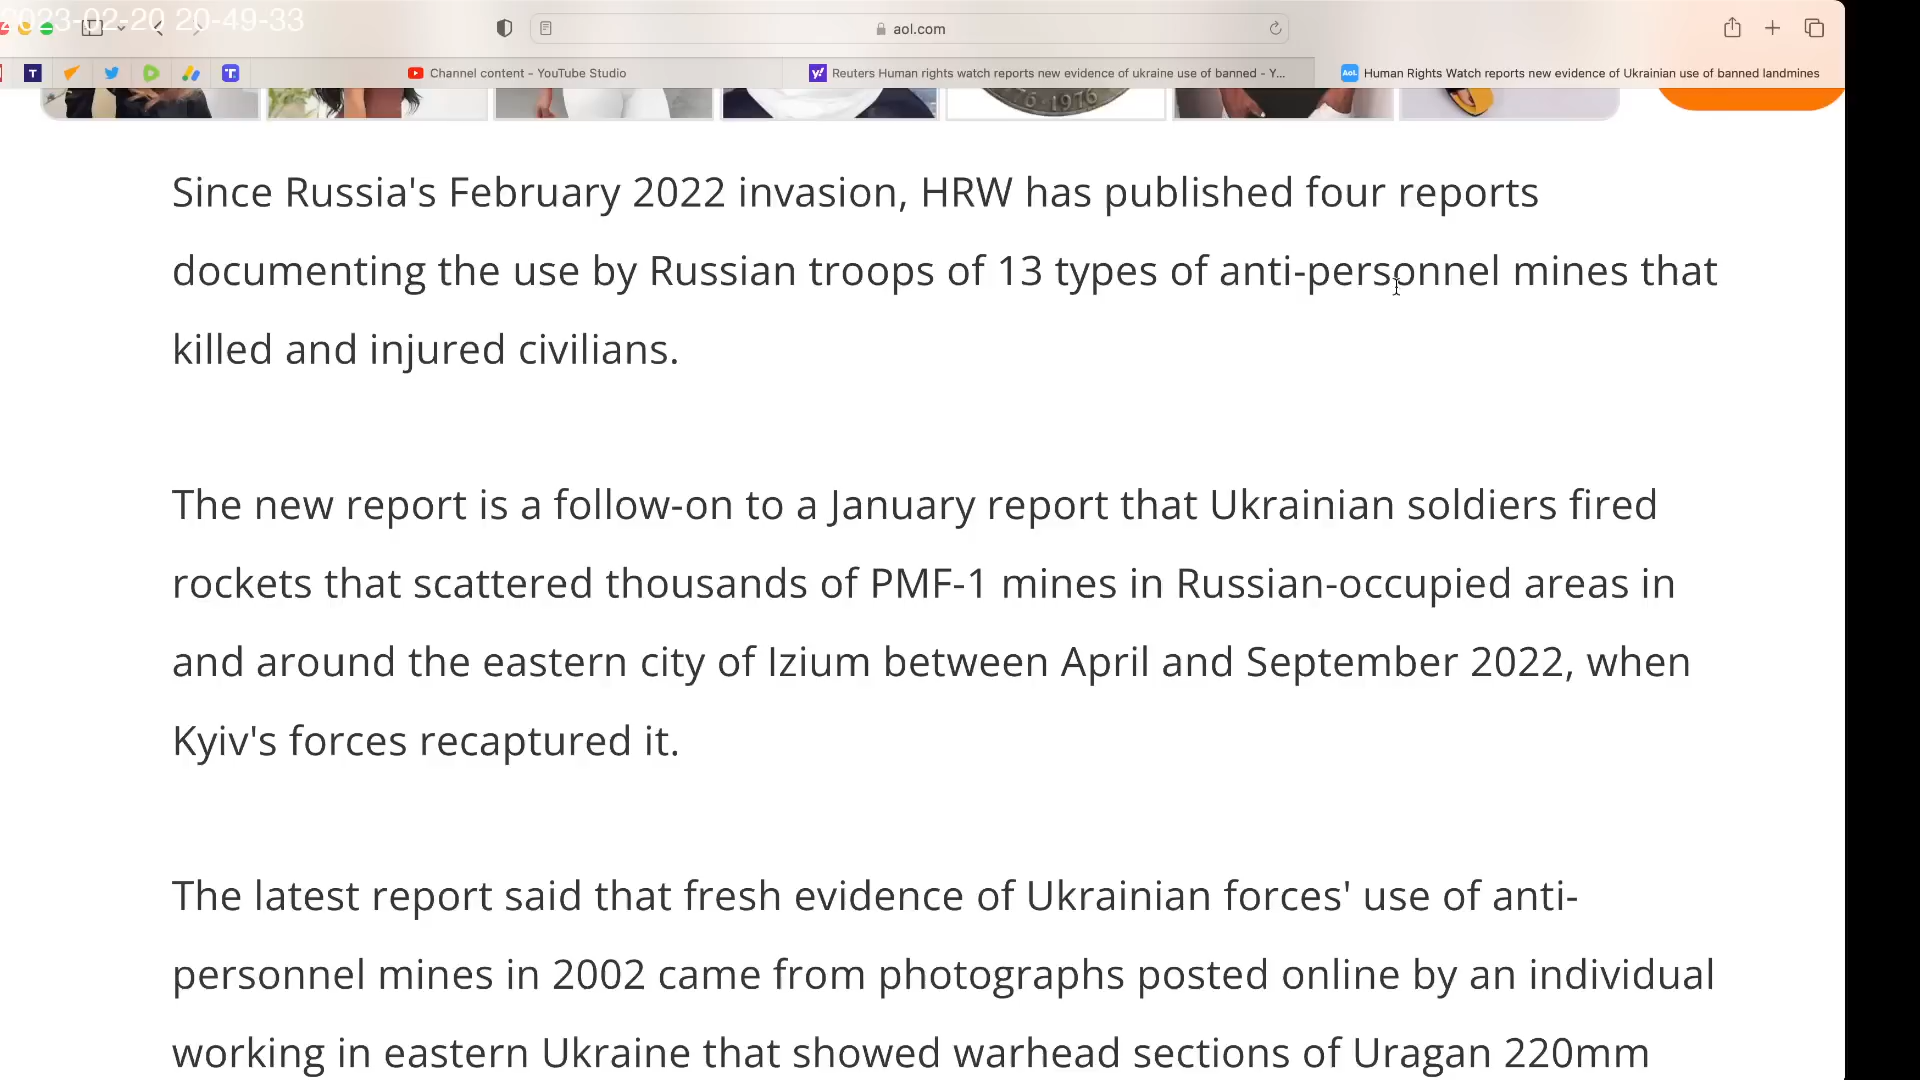 2023-02-20 20-49-33
aol.com
Channel content - YouTube Studio
Reuters Human rights watch reports new evidence of ukraine use of banned - Y...
Human Rights Watch reports new evidence of Ukrainian use of banned landmines
76-1976
Since Russia's February 2022 invasion, HRW has published four reports
documenting the use by Russian troops of 13 types of anti-personnel mines that
killed and injured civilians.
The new report is a follow-on to a January report that Ukrainian soldiers fired
rockets that scattered thousands of PMF-1 mines in Russian-occupied areas in
and around the eastern city of Izium between April and September 2022, when
Kyiv's forces recaptured it.
The latest report said that fresh evidence of Ukrainian forces' use of anti-
personnel mines in 2002 came from photographs posted online by an individual
working in eastern Ukraine that showed warhead sections of Uragan 220mm